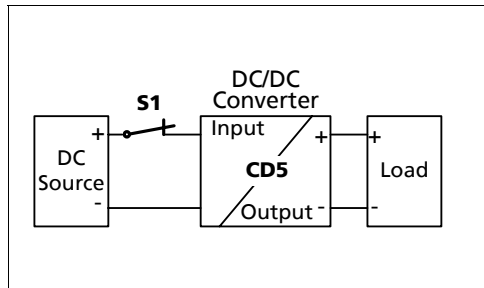 DC/DC
Converter
S1
+
Input
+
+
DC
Source
CD5
Load
-
Output
-
-